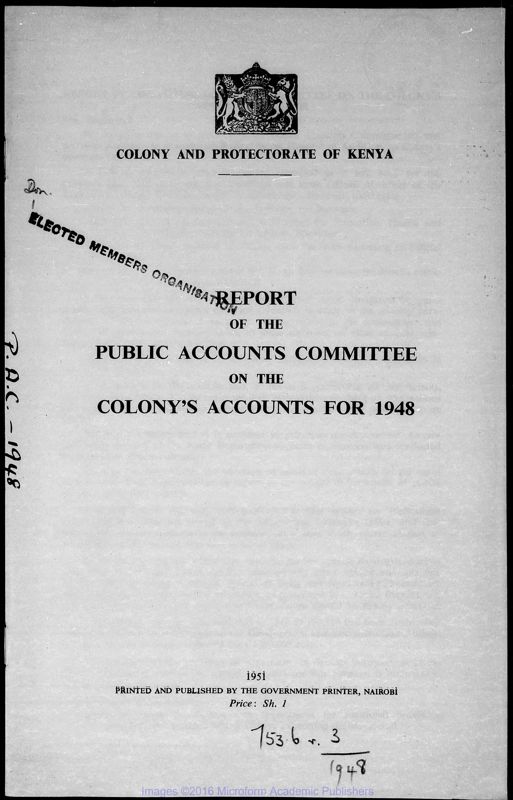 COLONY AND PROTECTORATE OF KENYA
Don.
ELECTED MEMBERS ORGANISATION
REPORT
OF THE
PUBLIC ACCOUNTS COMMITTEE
ON THE
COLONY'S ACCOUNTS FOR 1948
P.A.C. – 1948
1951
PRINTED AND PUBLISHED BY THE GOVERNMENT PRINTER, NAIROBI
Price: Sh. 1
7536 r. 3
1948
Images ©2016 Microform Academic Publishers